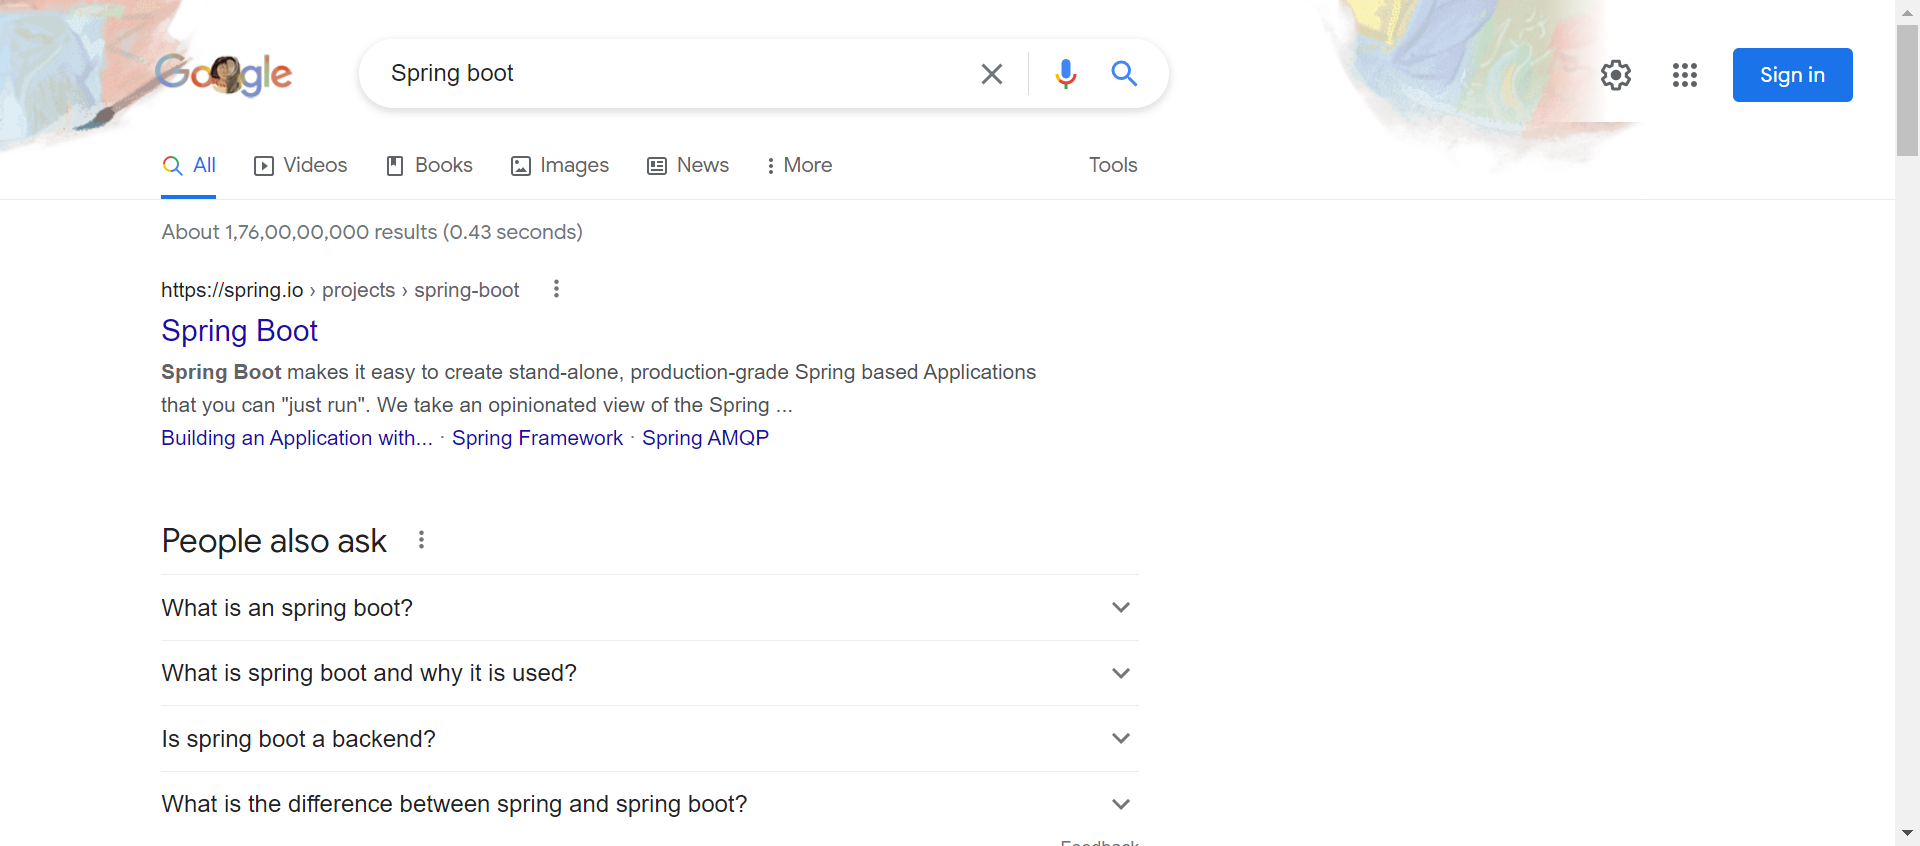 Google
Spring boot
Sign in
All Videos Books Images News More Tools
About 1,76,00,00,000 results (0.43 seconds)
https://spring.io › projects › spring-boot
Spring Boot
Spring Boot makes it easy to create stand-alone, production-grade Spring based Applications
that you can "just run". We take an opinionated view of the Spring ...
Building an Application with... · Spring Framework · Spring AMQP
People also ask
What is an spring boot?
What is spring boot and why it is used?
Is spring boot a backend?
What is the difference between spring and spring boot?
Feedback